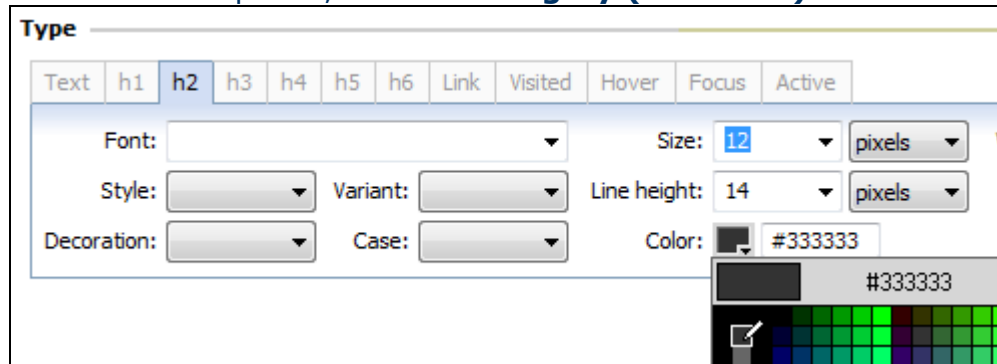 Type
Text h1 h2 h3 h4 h5 h6 Link Visited Hover Focus Active
Font: Size: 12 pixels
Style: Variant: Line height: 14 pixels
Decoration: Case: Color: #333333
#333333